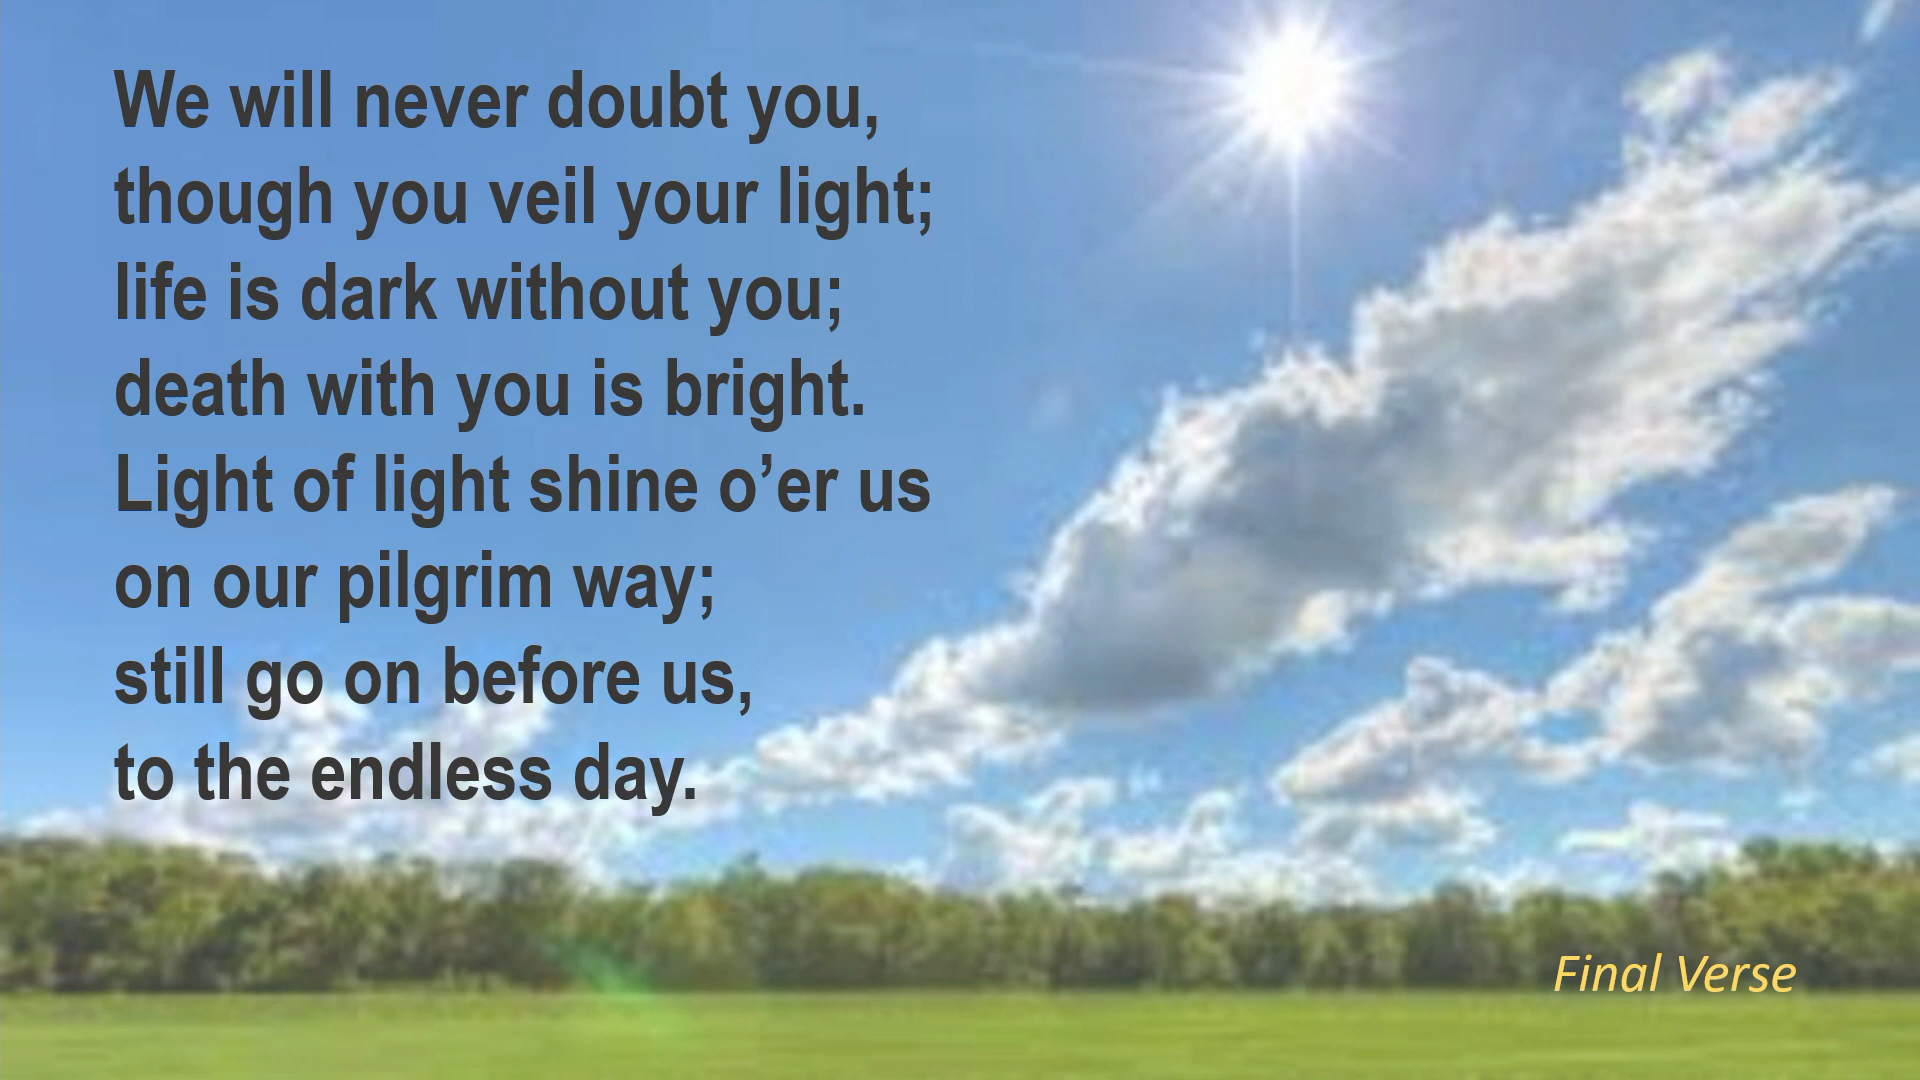 We will never doubt you,
though you veil your light;
life is dark without you;
death with you is bright.
Light of light shine o’er us
on our pilgrim way;
still go on before us,
to the endless day.
Final Verse